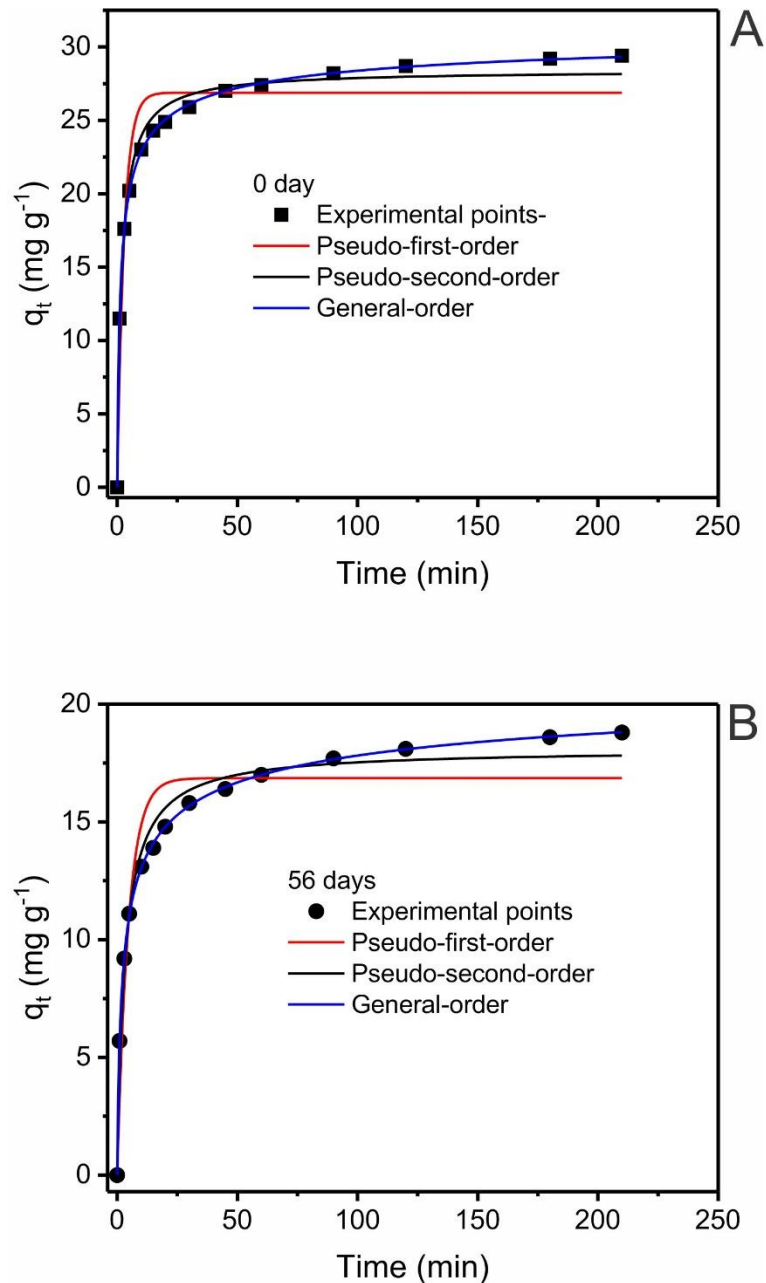 A
30
25
20
15
10
5
0
q_t (mg g^-1)
0 day
Experimental points-
Pseudo-first-order
Pseudo-second-order
General-order
0 50 100 150 200 250
Time (min)
B
20
15
10
5
0
q_t (mg g^-1)
56 days
Experimental points
Pseudo-first-order
Pseudo-second-order
General-order
0 50 100 150 200 250
Time (min)